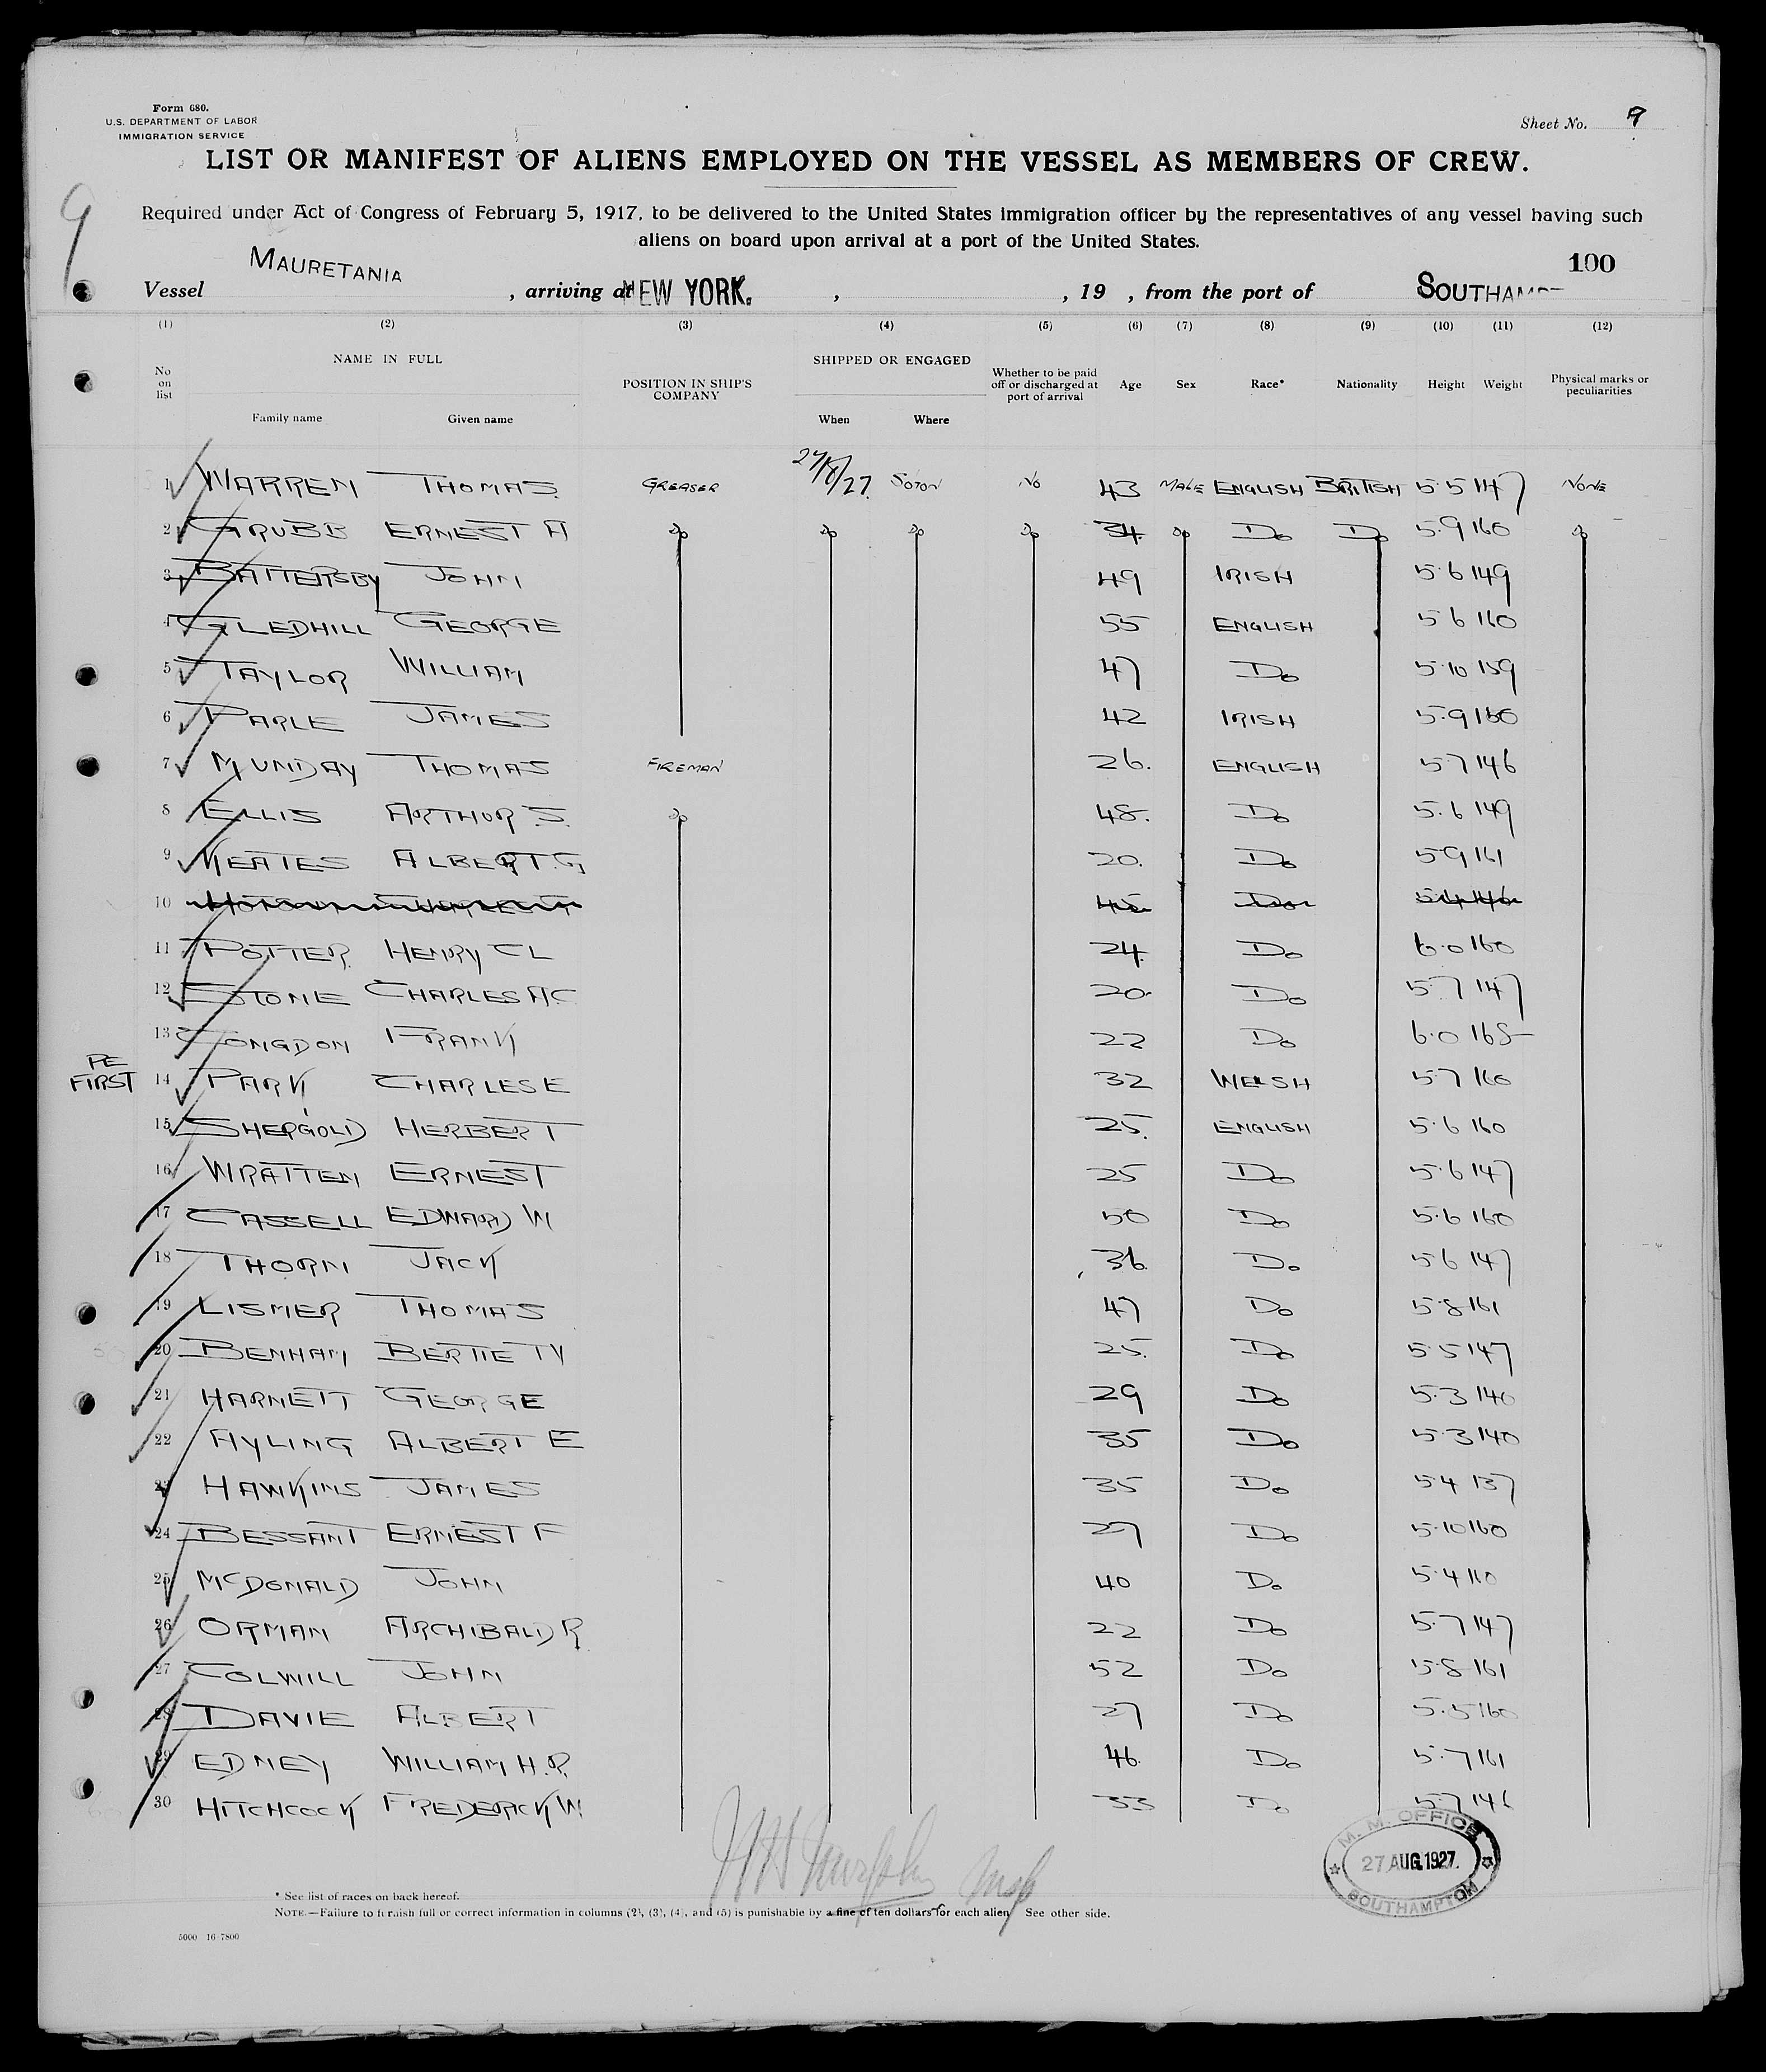 Form 680.
U.S. DEPARTMENT OF LABOR
IMMIGRATION SERVICE
Sheet No. 9
LIST OR MANIFEST OF ALIENS EMPLOYED ON THE VESSEL AS MEMBERS OF CREW.
9
Required under Act of Congress of February 5, 1917, to be delivered to the United States immigration officer by the representatives of any vessel having such
aliens on board upon arrival at a port of the United States.
100
Vessel MAURETANIA , arriving at NEW YORK. , , 19 , from the port of SOUTHAMPT
(1) (2) (3) (4) (5) (6) (7) (8) (9) (10) (11) (12)
No on list NAME IN FULL POSITION IN SHIP'S COMPANY SHIPPED OR ENGAGED Whether to be paid off or discharged at port of arrival Age Sex Race* Nationality Height Weight Physical marks or peculiarities
Family name Given name When Where
1 WARREN THOMAS GREASER 27/8/27 SOTON NO 43 MALE ENGLISH BRITISH 5.5 147 NONE
2 GRUBB ERNEST A Do Do Do Do 34 Do Do Do 5.9 160 Do
3 BATTERSBY JOHN 49 IRISH 5.6 149
4 GLEDHILL GEORGE 55 ENGLISH 5 6 160
5 TAYLOR WILLIAM 47 Do 5.10 159
6 PARLE JAMES 42 IRISH 5.9 160
7 MUNDAY THOMAS FIREMAN 26. ENGLISH 5.7 146
8 ELLIS ARTHUR S. Do 48. Do 5.6 149
9 KEATES ALBERT.G 20. Do 5.9 161
10 45 Do
11 POTTER HENRY C L 24. Do 6.0 160
12 STONE CHARLES A.C 20. Do 5.7 147
13 CONGDON FRANK 22 Do 6.0 168
PE
FIRST
14 PARK CHARLES E 32 WELSH 5.7 160
15 SHERGOLD HERBERT 25. ENGLISH 5.6 160
16 WRATTEN ERNEST 25 Do 5.6 147
17 CASSELL EDWARD W 50 Do 5.6 160
18 THORN JACK 36. Do 5.6 147
19 LISMER THOMAS 47 Do 5.8 161
20 BENHAM BERTIE W 25. Do 5.5 147
21 HARNETT GEORGE 29 Do 5.3 140
22 AYLING ALBERT E 35 Do 5.3 140
23 HAWKINS JAMES 35 Do 5.4 137
24 BESSANT ERNEST F 27 Do 5.10 160
25 MCDONALD JOHN 40 Do 5.4 160
26 ORMAN ARCHIBALD R 22 Do 5.7 147
27 COLWILL JOHN 52 Do 5.8 161
28 DAVIE ALBERT 27 Do 5.5 160
29 EDNEY WILLIAM H.R. 46. Do 5.7 161
30 HITCHCOCK FREDERICK W. 33 Do 5.7 146
M. M. OFFICE
27 AUG 1927.
SOUTHAMPTON
* See list of races on back hereof.
NOTE.—Failure to furnish full or correct information in columns (2), (3), (4), and (5) is punishable by a fine of ten dollars for each alien See other side.
5000 16 7800